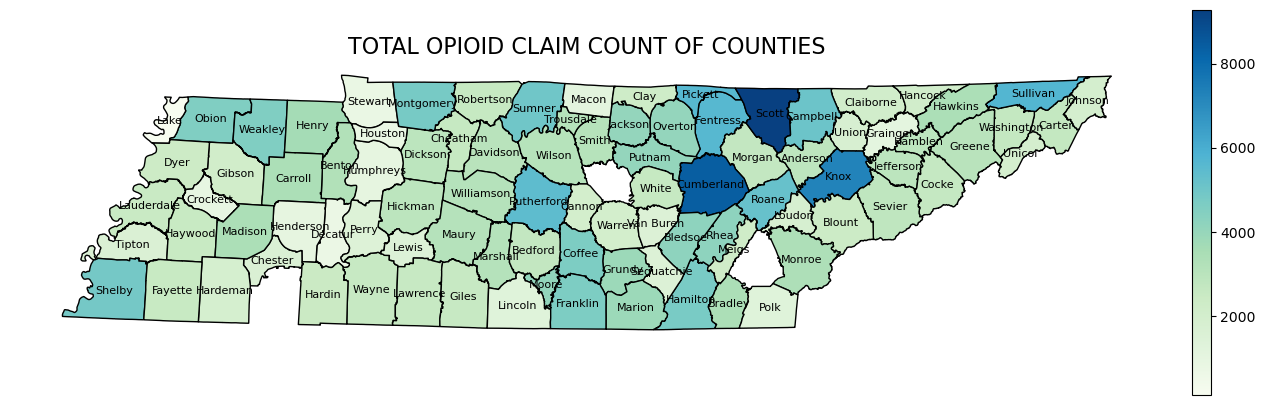 TOTAL OPIOID CLAIM COUNT OF COUNTIES
8000
6000
4000
2000
Stewart
Montgomery
Robertson
Sumner
Macon
Clay
Pickett
Scott
Campbell
Claiborne
Hancock
Hawkins
Sullivan
Johnson
Lake
Obion
Weakley
Henry
Houston
Cheatham
Trousdale
Smith
Jackson
Overton
Fentress
Union
Grainger
Hamblen
Washington
Carter
Unicoi
Greene
Dyer
Gibson
Carroll
Benton
Humphreys
Dickson
Davidson
Wilson
Putnam
Morgan
Anderson
Knox
Jefferson
Cocke
Lauderdale
Crockett
Haywood
Madison
Henderson
Decatur
Perry
Hickman
Williamson
Rutherford
Cannon
White
Cumberland
Roane
Loudon
Blount
Sevier
Tipton
Chester
Lewis
Maury
Marshall
Bedford
Coffee
Warren
Van Buren
Bledsoe
Rhea
Meigs
Monroe
Shelby
Fayette
Hardeman
Hardin
Wayne
Lawrence
Giles
Lincoln
Moore
Franklin
Grundy
Sequatchie
Marion
Hamilton
Bradley
Polk